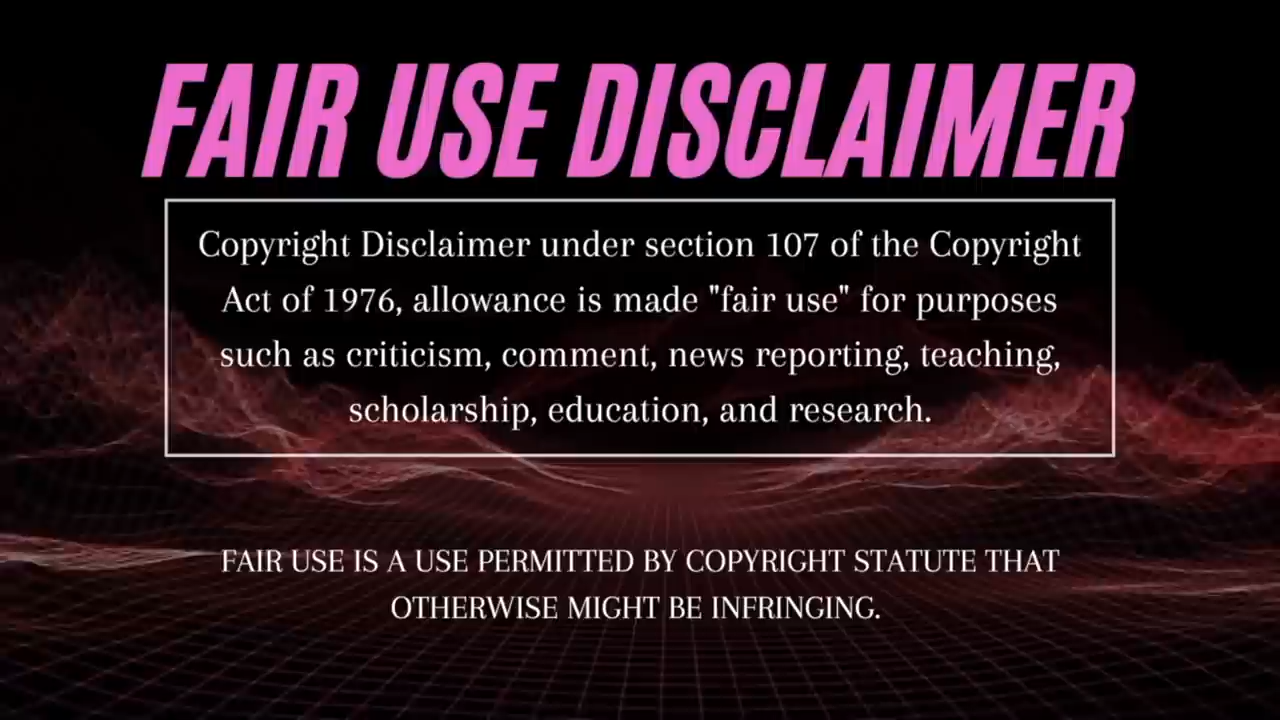 FAIR USE DISCLAIMER
Copyright Disclaimer under section 107 of the Copyright
Act of 1976, allowance is made "fair use" for purposes
such as criticism, comment, news reporting, teaching,
scholarship, education, and research.
FAIR USE IS A USE PERMITTED BY COPYRIGHT STATUTE THAT
OTHERWISE MIGHT BE INFRINGING.